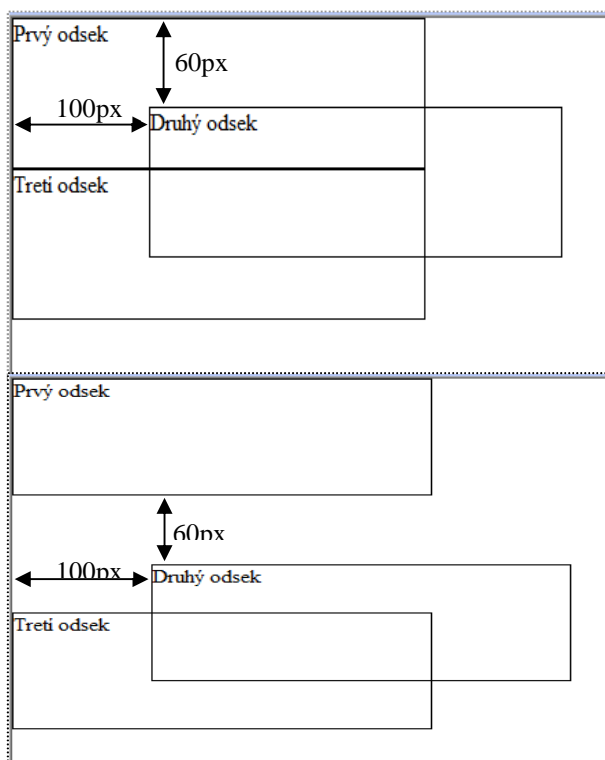 Prvý odsek
60px
100px
Druhý odsek
Tretí odsek
Prvý odsek
60px
100px
Druhý odsek
Tretí odsek